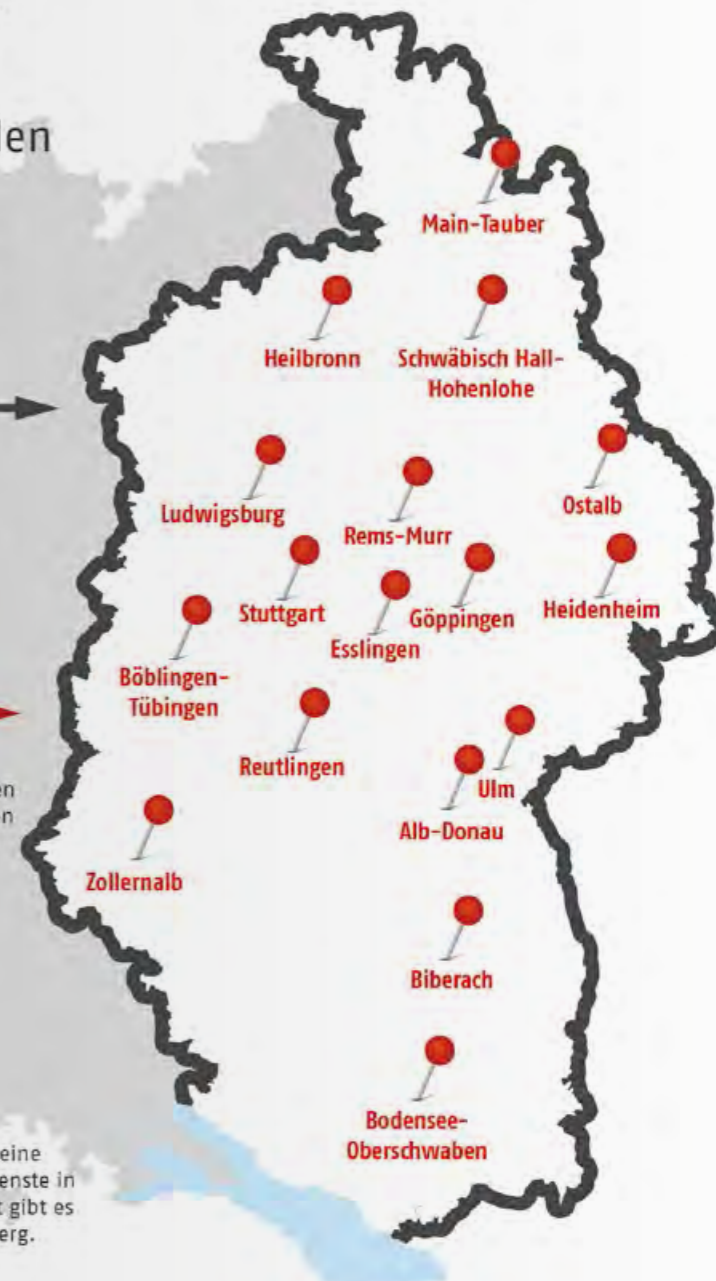 Main-Tauber
Heilbronn
Schwäbisch Hall-
Hohenlohe
Ludwigsburg
Rems-Murr
Ostalb
Stuttgart
Esslingen
Göppingen
Heidenheim
Böblingen-
Tübingen
Reutlingen
Ulm
Alb-Donau
Zollernalb
Biberach
Bodensee-
Oberschwaben
eine
enste in
gibt es
erg.